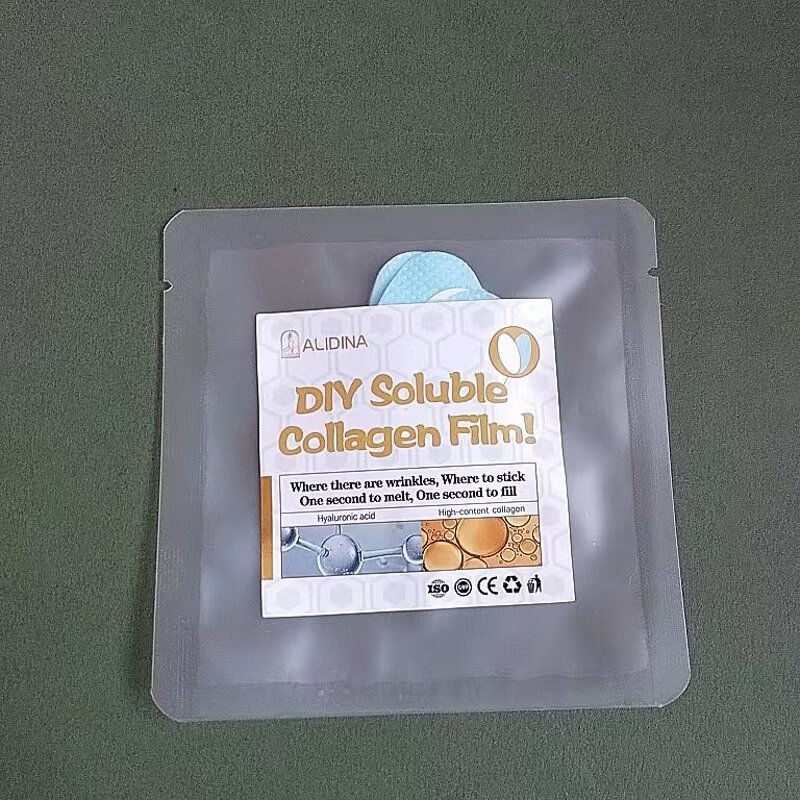 ALIDINA
DIY Soluble
Collagen Film!
Where there are wrinkles, Where to stick
One second to melt, One second to fill
Hyaluronic acid High-content collagen
ISO GMP CE